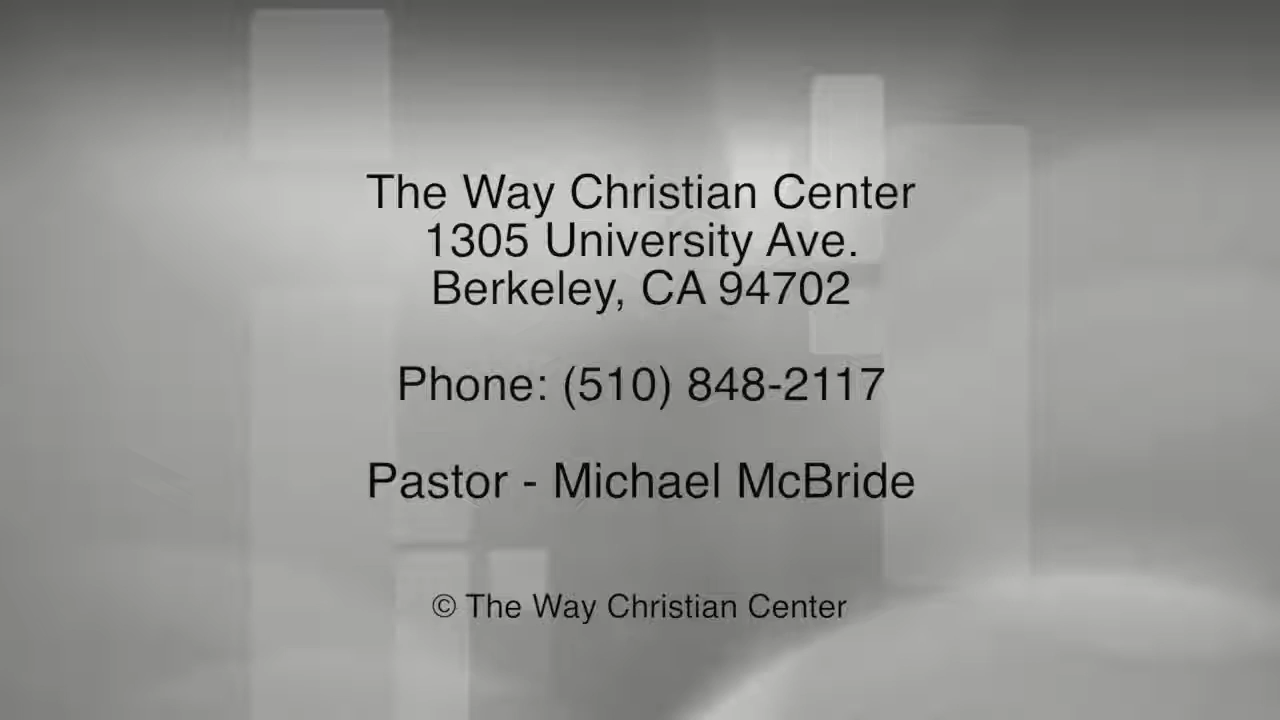 The Way Christian Center
1305 University Ave.
Berkeley, CA 94702
Phone: (510) 848-2117
Pastor - Michael McBride
© The Way Christian Center